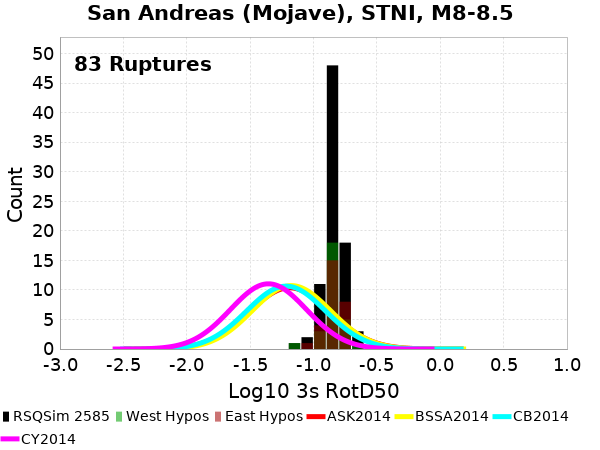 San Andreas (Mojave), STNI, M8-8.5
83 Ruptures
Count
50
45
40
35
30
25
20
15
10
5
0
-3.0 -2.5 -2.0 -1.5 -1.0 -0.5 0.0 0.5 1.0
Log10 3s RotD50
RSQSim 2585 West Hypos East Hypos ASK2014 BSSA2014 CB2014
CY2014